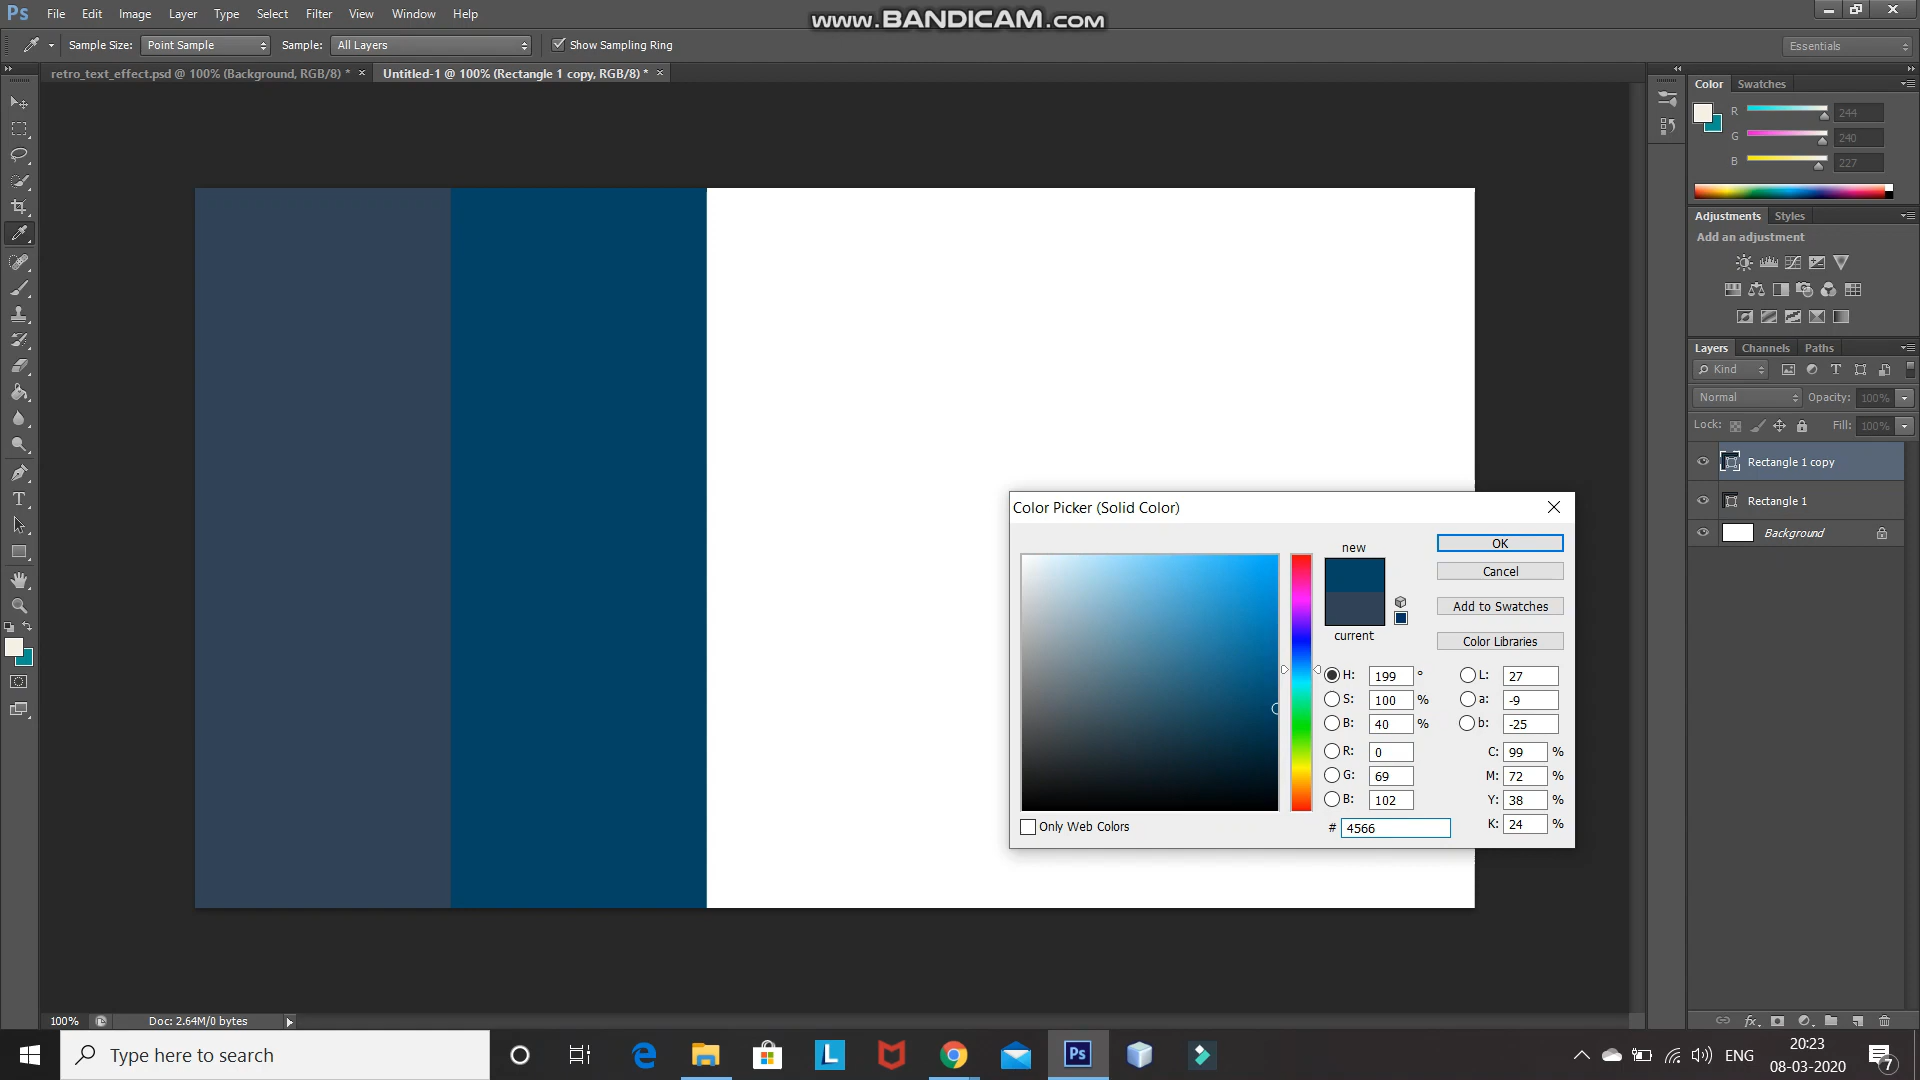 Ps File Edit Image Layer Type Select Filter View Window Help
www.BANDICAM.com
Sample Size: Point Sample Sample: All Layers Show Sampling Ring Essentials
retro_text_effect.psd @ 100% (Background, RGB/8) * × Untitled-1 @ 100% (Rectangle 1 copy, RGB/8) * ×
Color Swatches
R 244
G 240
B 227
Adjustments Styles
Add an adjustment
Layers Channels Paths
Kind
Normal Opacity: 100%
Lock: Fill: 100%
Rectangle 1 copy
Rectangle 1
Background
Color Picker (Solid Color)
new
current
OK
Cancel
Add to Swatches
Color Libraries
H: 199 ° L: 27
S: 100 % a: -9
B: 40 % b: -25
R: 0 C: 99 %
G: 69 M: 72 %
B: 102 Y: 38 %
Only Web Colors # 4566 K: 24 %
100% Doc: 2.64M/0 bytes
Type here to search
L
Ps
ENG
20:23
08-03-2020
7
T
fx